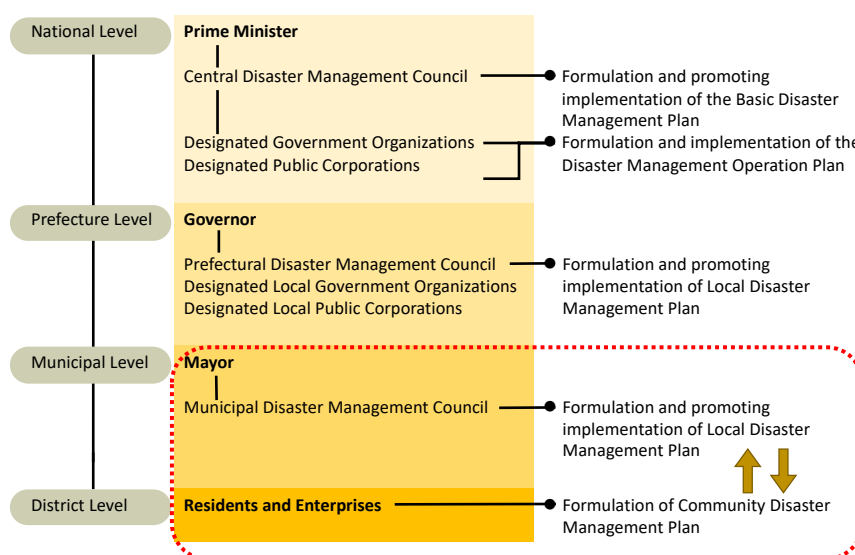 National Level
Prime Minister
Central Disaster Management Council
Formulation and promoting
implementation of the Basic Disaster
Management Plan
Designated Government Organizations
Designated Public Corporations
Formulation and implementation of the
Disaster Management Operation Plan
Prefecture Level
Governor
Prefectural Disaster Management Council
Designated Local Government Organizations
Designated Local Public Corporations
Formulation and promoting
implementation of Local Disaster
Management Plan
Municipal Level
Mayor
Municipal Disaster Management Council
Formulation and promoting
implementation of Local Disaster
Management Plan
District Level
Residents and Enterprises
Formulation of Community Disaster
Management Plan